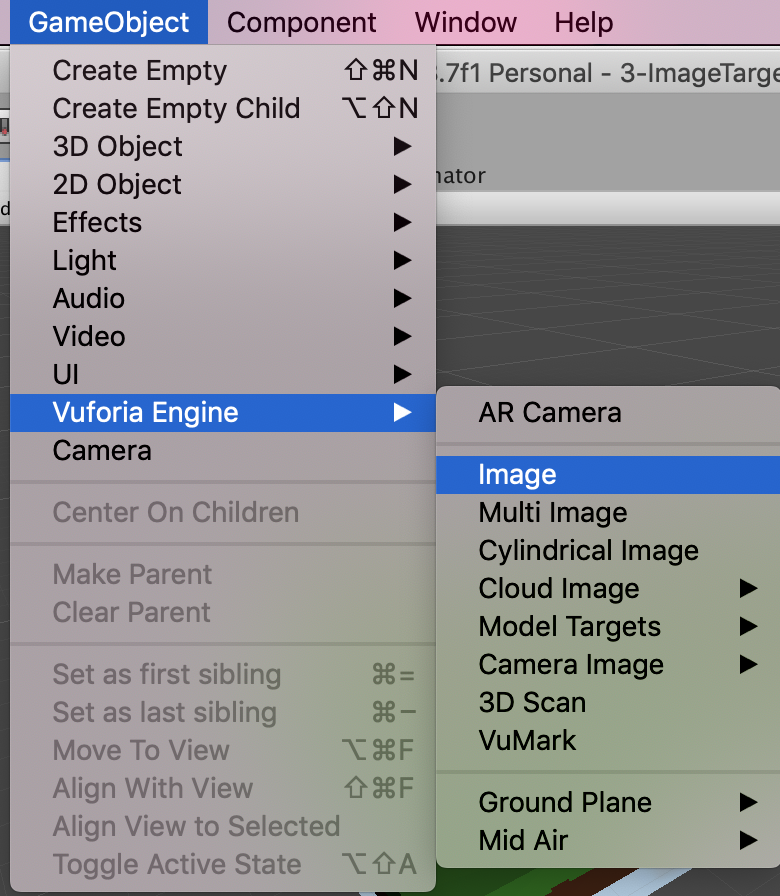 GameObject Component Window Help
.7f1 Personal - 3-ImageTarge
Create Empty ⇧⌘N
Create Empty Child ⌥⇧N
3D Object ▶
2D Object ▶
Effects ▶
Light ▶
Audio ▶
Video ▶
UI ▶
Vuforia Engine ▶
Camera
Center On Children
Make Parent
Clear Parent
Set as first sibling ⌘=
Set as last sibling ⌘−
Move To View ⌥⌘F
Align With View ⇧⌘F
Align View to Selected
Toggle Active State ⌥⇧A
AR Camera
Image
Multi Image
Cylindrical Image
Cloud Image ▶
Model Targets ▶
Camera Image ▶
3D Scan
VuMark
Ground Plane ▶
Mid Air ▶